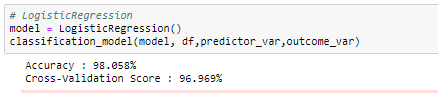 # LogisticRegression
model = LogisticRegression()
classification_model(model, df,predictor_var,outcome_var)
Accuracy : 98.058%
Cross-Validation Score : 96.969%